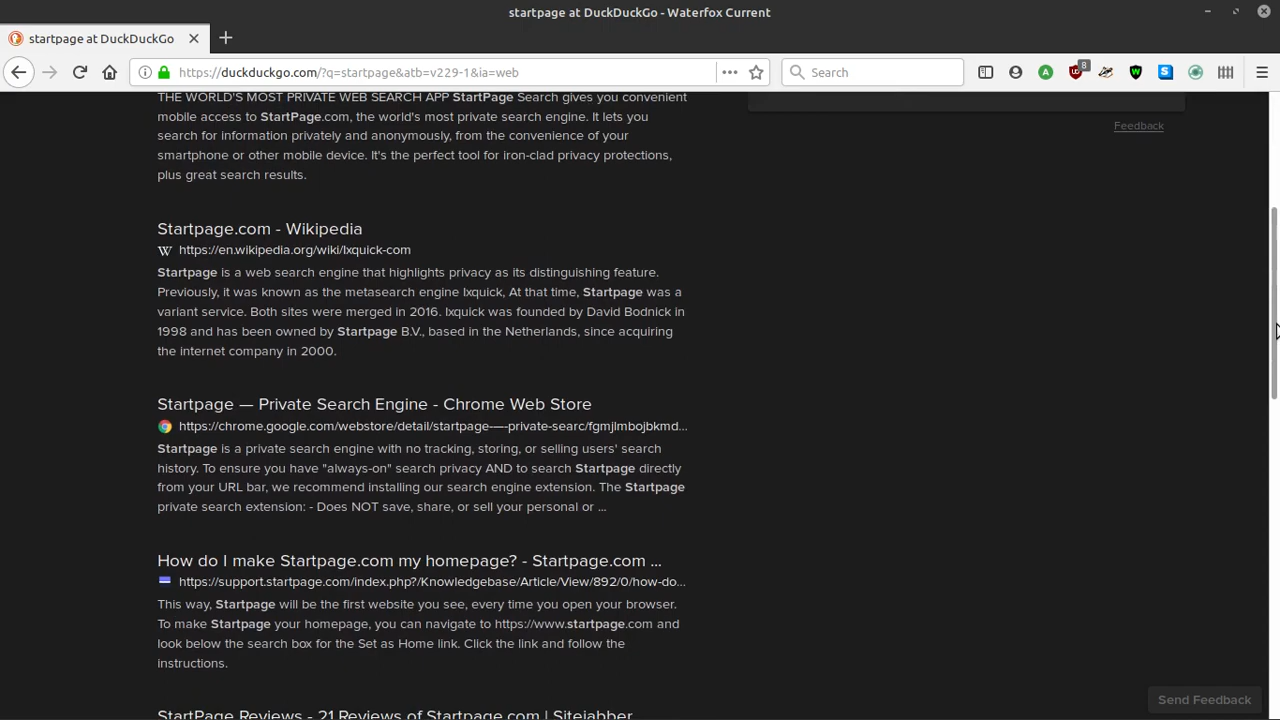 startpage at DuckDuckGo - Waterfox Current
startpage at DuckDuckGo
https://duckduckgo.com/?q=startpage&atb=v229-1&ia=web
Search
8
THE WORLD'S MOST PRIVATE WEB SEARCH APP StartPage Search gives you convenient
mobile access to StartPage.com, the world's most private search engine. It lets you
search for information privately and anonymously, from the convenience of your
smartphone or other mobile device. It's the perfect tool for iron-clad privacy protections,
plus great search results.
Feedback
Startpage.com - Wikipedia
W https://en.wikipedia.org/wiki/Ixquick-com
Startpage is a web search engine that highlights privacy as its distinguishing feature.
Previously, it was known as the metasearch engine Ixquick, At that time, Startpage was a
variant service. Both sites were merged in 2016. Ixquick was founded by David Bodnick in
1998 and has been owned by Startpage B.V., based in the Netherlands, since acquiring
the internet company in 2000.
Startpage — Private Search Engine - Chrome Web Store
https://chrome.google.com/webstore/detail/startpage-—-private-searc/fgmjlmbojbkmd...
Startpage is a private search engine with no tracking, storing, or selling users' search
history. To ensure you have "always-on" search privacy AND to search Startpage directly
from your URL bar, we recommend installing our search engine extension. The Startpage
private search extension: - Does NOT save, share, or sell your personal or ...
How do I make Startpage.com my homepage? - Startpage.com ...
https://support.startpage.com/index.php?/Knowledgebase/Article/View/892/0/how-do...
This way, Startpage will be the first website you see, every time you open your browser.
To make Startpage your homepage, you can navigate to https://www.startpage.com and
look below the search box for the Set as Home link. Click the link and follow the
instructions.
Send Feedback
StartPage Reviews - 21 Reviews of Startpage.com | Sitejabber